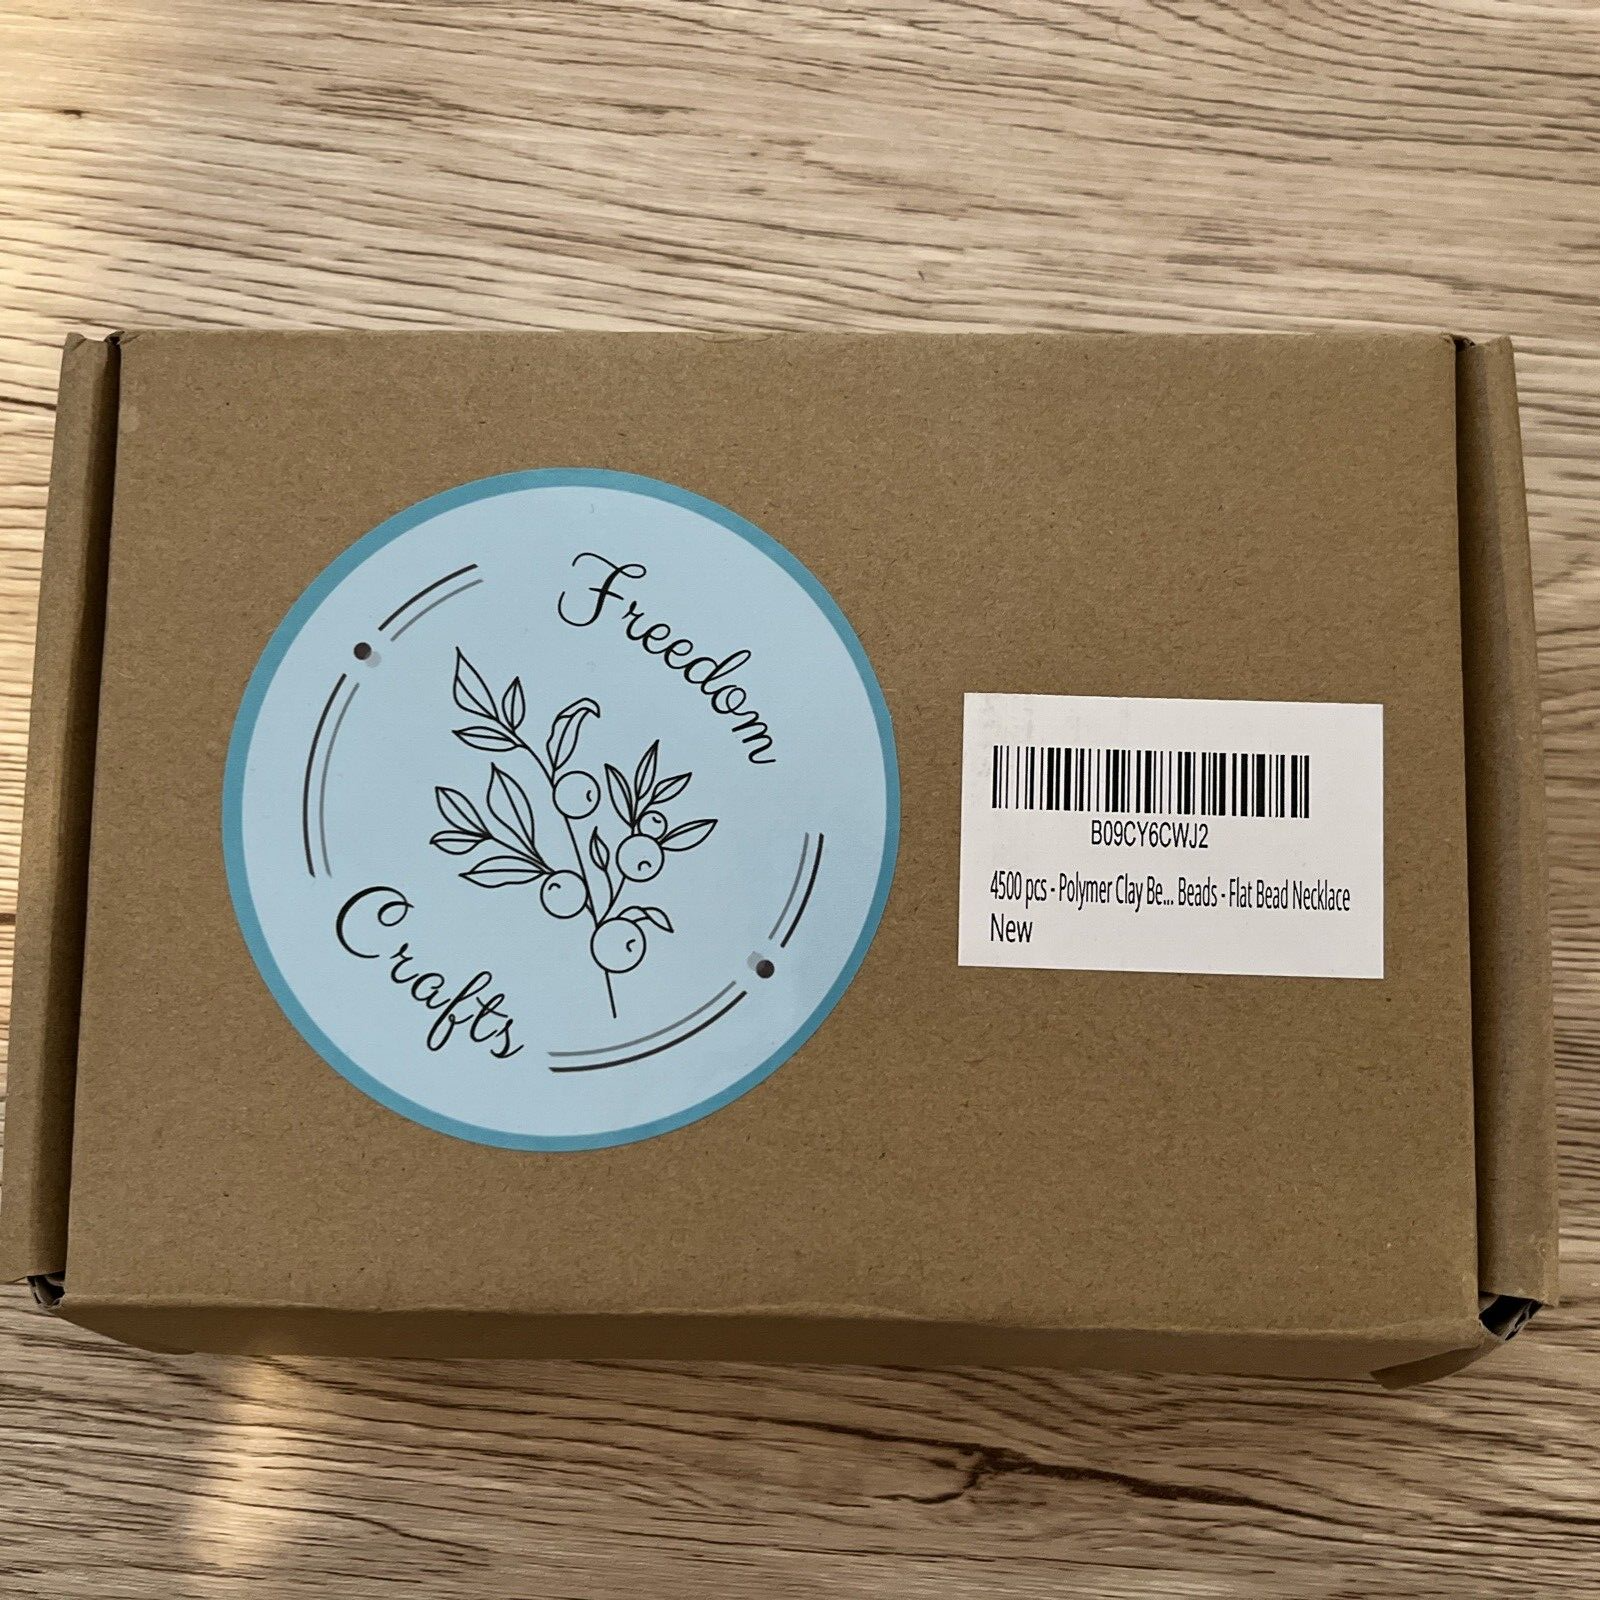 Freedom
Crafts
B09CY6CWJ2
4500 pcs - Polymer Clay Be... Beads - Flat Bead Necklace
New